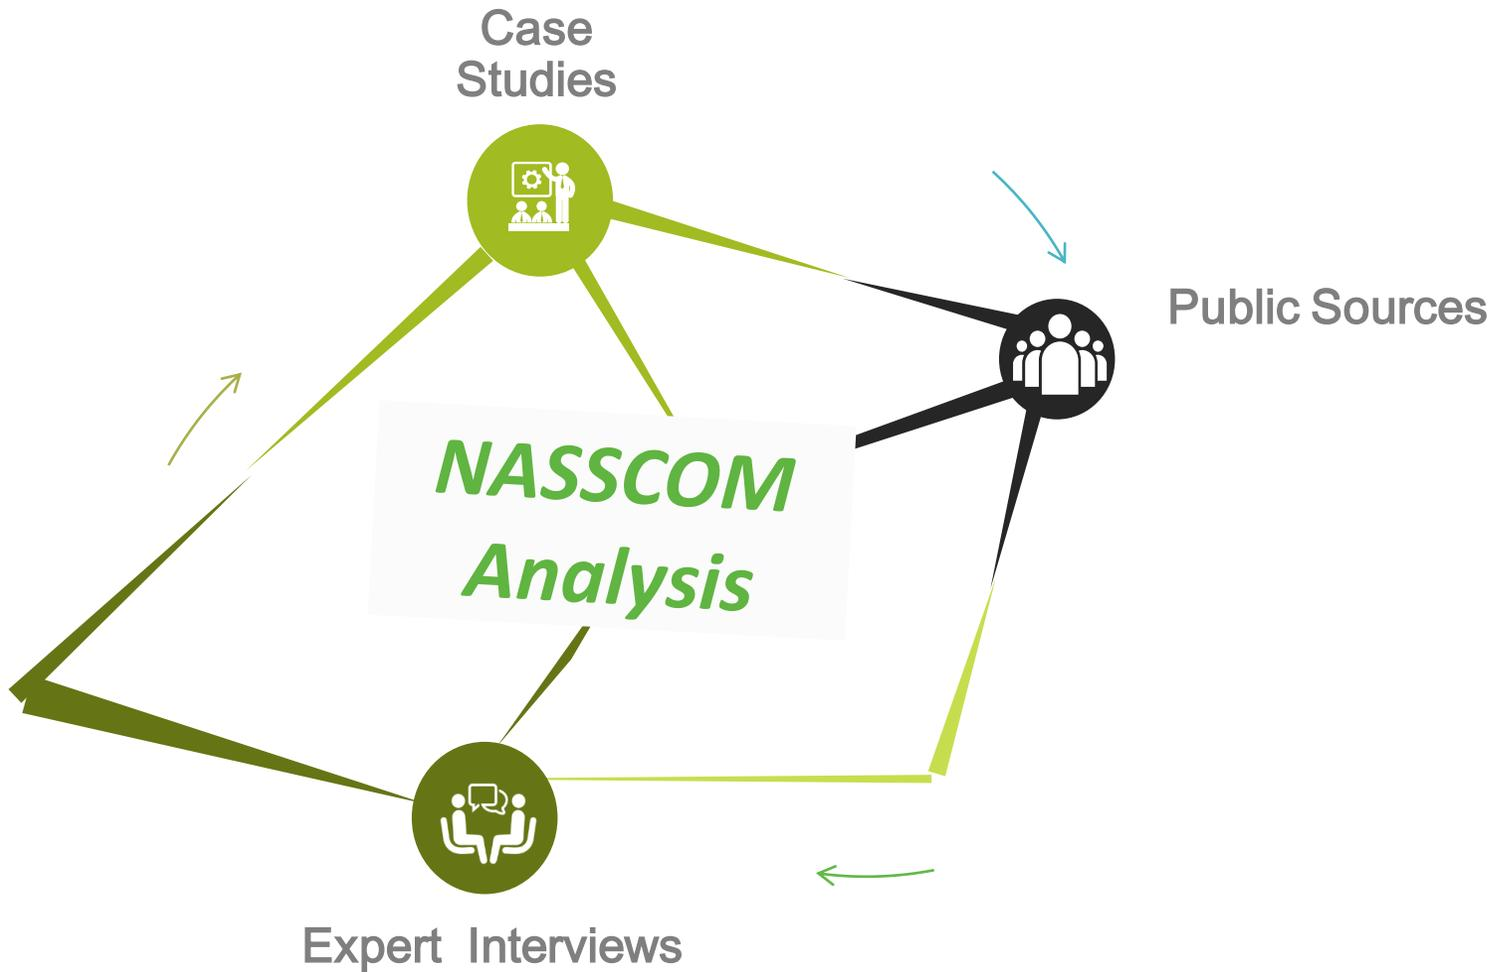 Case
Studies
Public Sources
NASSCOM
Analysis
Expert Interviews